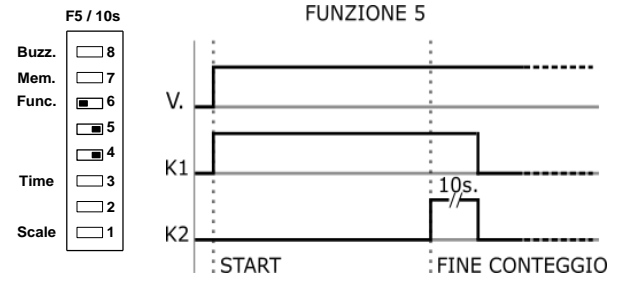 F5 / 10s
Buzz. 8
Mem. 7
Func. 6
5
4
Time 3
2
Scale 1
FUNZIONE 5
V.
K1
10s.
K2
START
FINE CONTEGGIO